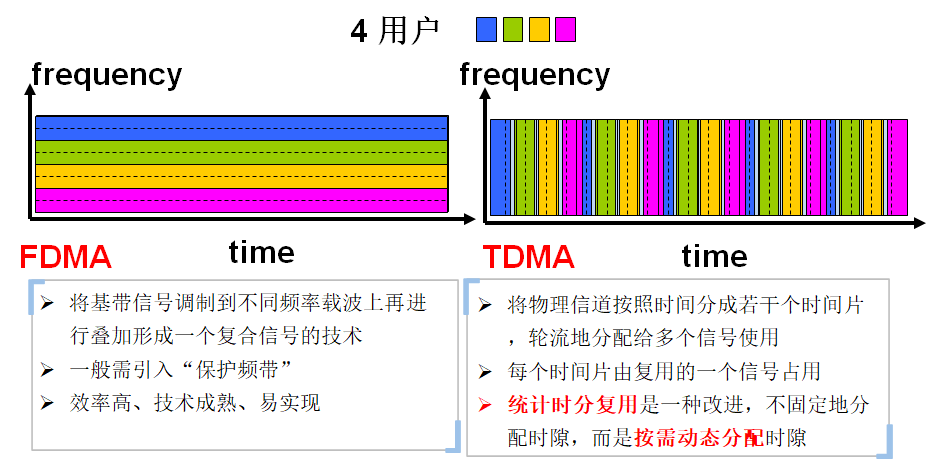 4 用户
frequency
frequency
FDMA
time
TDMA
time
➢ 将基带信号调制到不同频率载波上再进
行叠加形成一个复合信号的技术
➢ 一般需引入“保护频带”
➢ 效率高、技术成熟、易实现
➢ 将物理信道按照时间分成若干个时间片
，轮流地分配给多个信号使用
➢ 每个时间片由复用的一个信号占用
➢ 统计时分复用是一种改进，不固定地分
配时隙，而是按需动态分配时隙